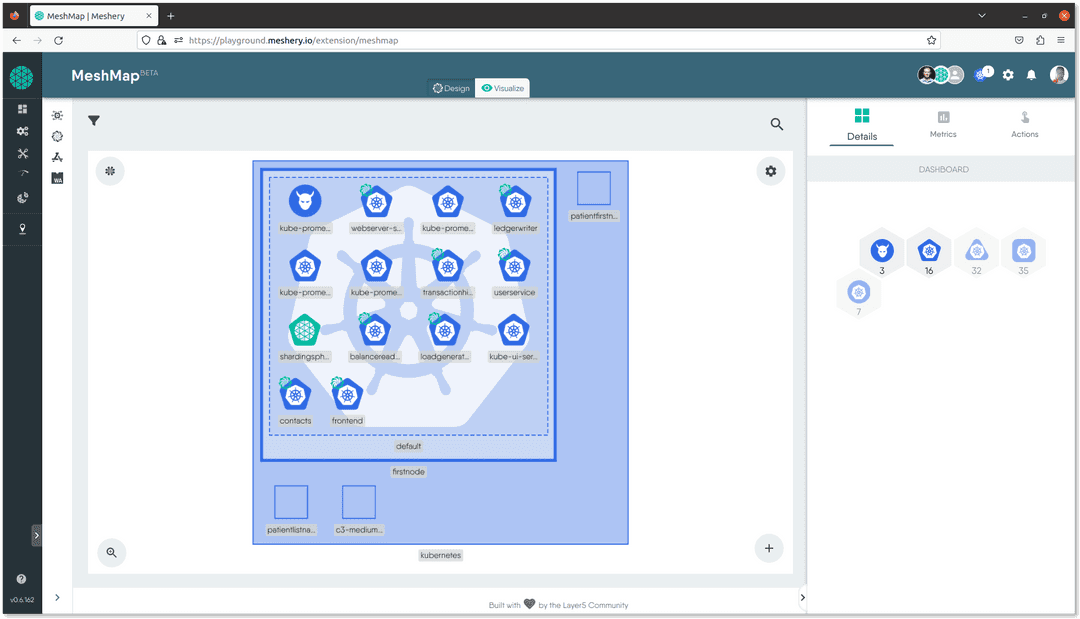 MeshMap | Meshery
https://playground.meshery.io/extension/meshmap
MeshMap BETA
Design
Visualize
1
Details
Metrics
Actions
DASHBOARD
WA
kube-prome...
webserver-s...
kube-prome...
ledgerwriter
patientfirstn...
kube-prome...
kube-prome...
transactionhi...
userservice
shardingsph...
balanceread...
loadgenerat...
kube-ui-ser...
contacts
frontend
default
firstnode
patientlistna...
c3-medium...
kubernetes
3
16
32
35
7
v0.6.162
Built with by the Layer5 Community